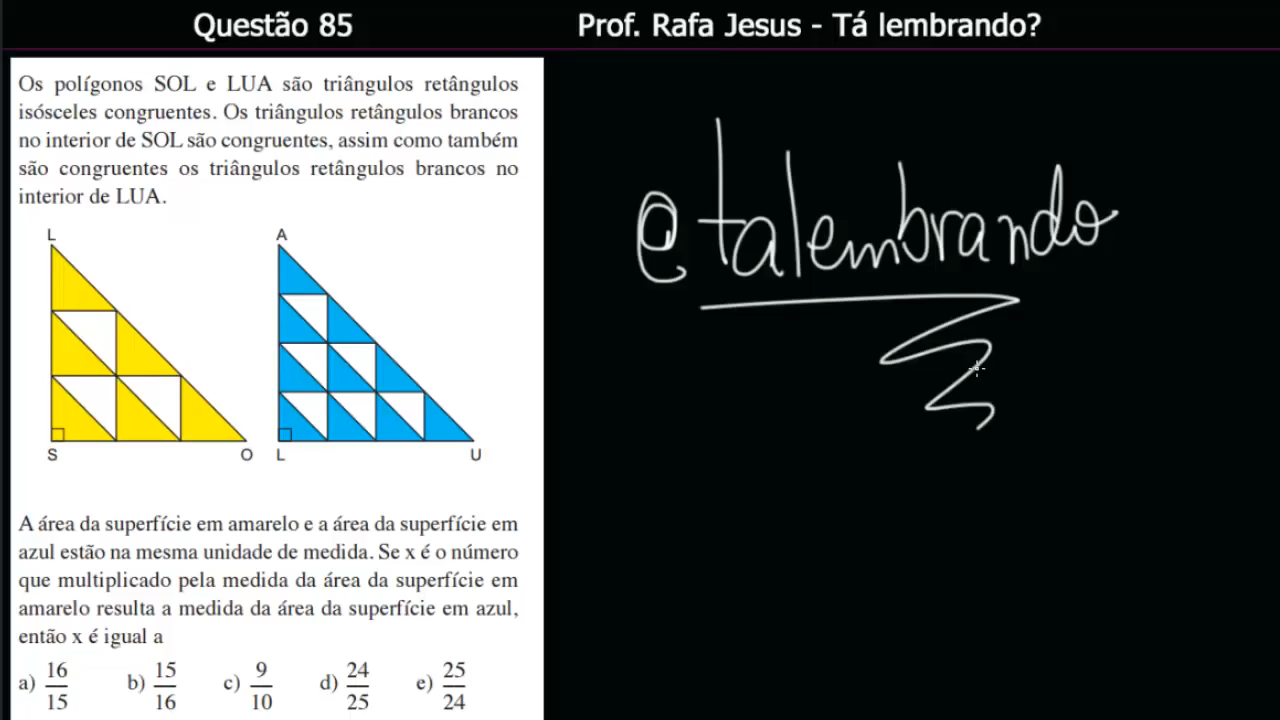 Questão 85
Prof. Rafa Jesus - Tá lembrando?
Os polígonos SOL e LUA são triângulos retângulos
isósceles congruentes. Os triângulos retângulos brancos
no interior de SOL são congruentes, assim como também
são congruentes os triângulos retângulos brancos no
interior de LUA.
L
A
S
O
L
U
A área da superfície em amarelo e a área da superfície em
azul estão na mesma unidade de medida. Se x é o número
que multiplicado pela medida da área da superfície em
amarelo resulta a medida da área da superfície em azul,
então x é igual a
a) 16/15 b) 15/16 c) 9/10 d) 24/25 e) 25/24
@talembrando